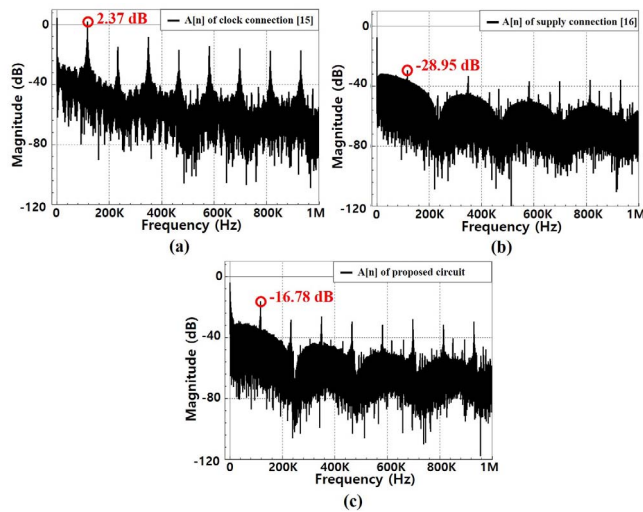 A[n] of clock connection [15]
2.37 dB
0
-40
-80
-120
Magnitude (dB)
0 200K 400K 600K 800K 1M
Frequency (Hz)
(a)
A[n] of supply connection [16]
-28.95 dB
0
-40
-80
-120
Magnitude (dB)
0 200K 400K 600K 800K 1M
Frequency (Hz)
(b)
A[n] of proposed circuit
-16.78 dB
0
-40
-80
-120
Magnitude (dB)
0 200K 400K 600K 800K 1M
Frequency (Hz)
(c)